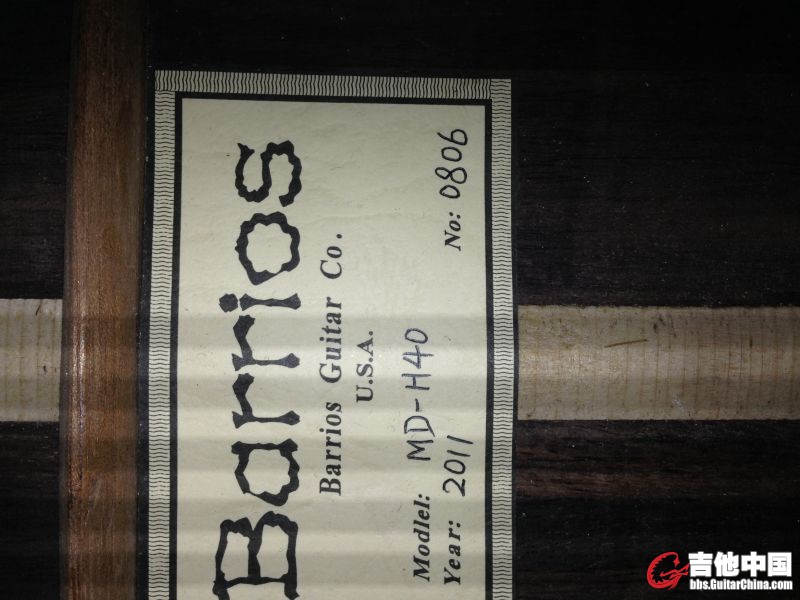 Barrios
Barrios Guitar Co.
U.S.A.
Modlel: MD-H40
Year: 2011 No: 0806
吉他中国
bbs.GuitarChina.com